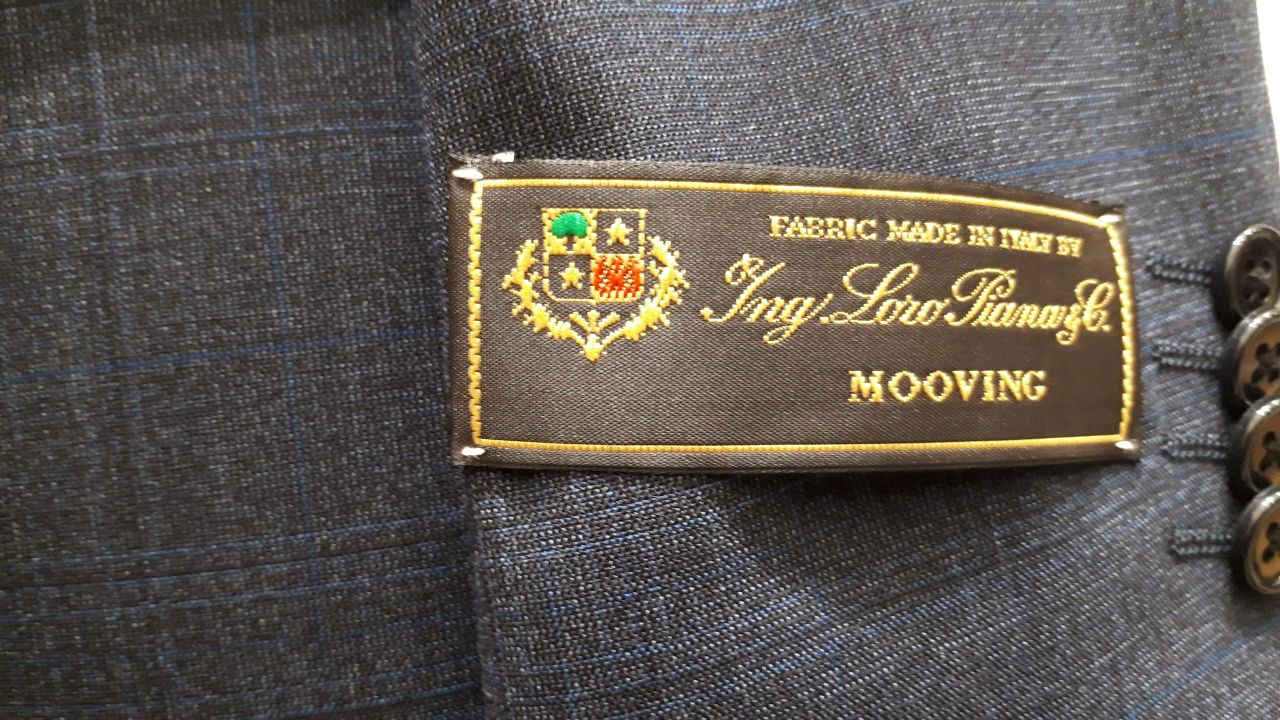 FABRIC MADE IN ITALY BY
Ing. Loro Piana & C.
MOOVING